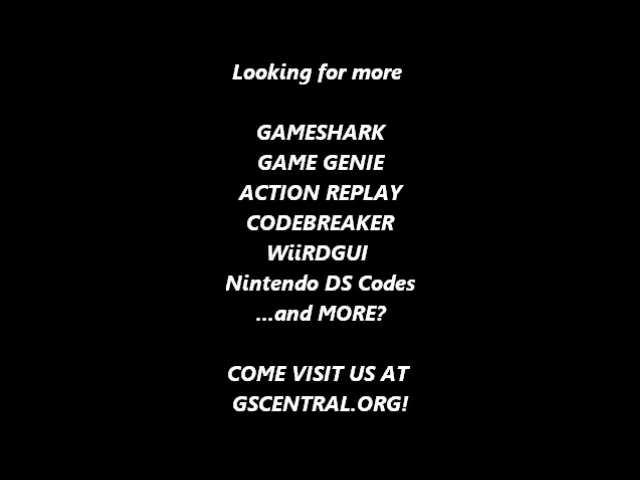 Looking for more
GAMESHARK
GAME GENIE
ACTION REPLAY
CODEBREAKER
WiiRDGUI
Nintendo DS Codes
...and MORE?
COME VISIT US AT
GSCENTRAL.ORG!